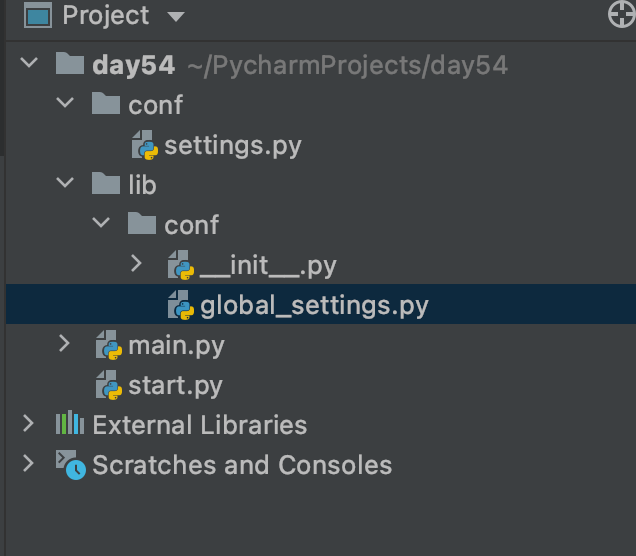 Project
day54 ~/PycharmProjects/day54
conf
settings.py
lib
conf
__init__.py
global_settings.py
main.py
start.py
External Libraries
Scratches and Consoles